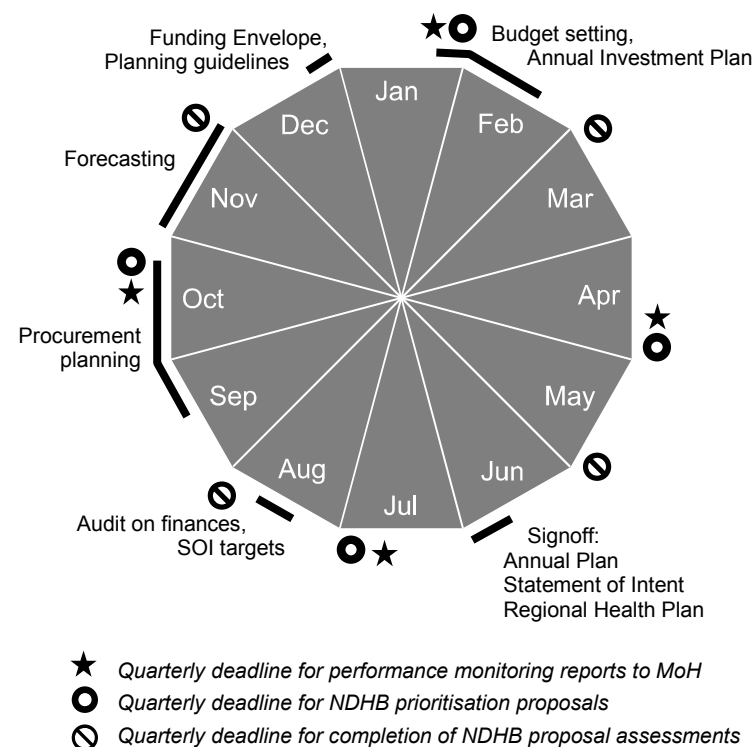 Funding Envelope,
Planning guidelines
Budget setting,
Annual Investment Plan
Jan
Feb
Mar
Apr
May
Jun
Jul
Aug
Sep
Oct
Nov
Dec
Forecasting
Procurement
planning
Audit on finances,
SOI targets
Signoff:
Annual Plan
Statement of Intent
Regional Health Plan
Quarterly deadline for performance monitoring reports to MoH
Quarterly deadline for NDHB prioritisation proposals
Quarterly deadline for completion of NDHB proposal assessments